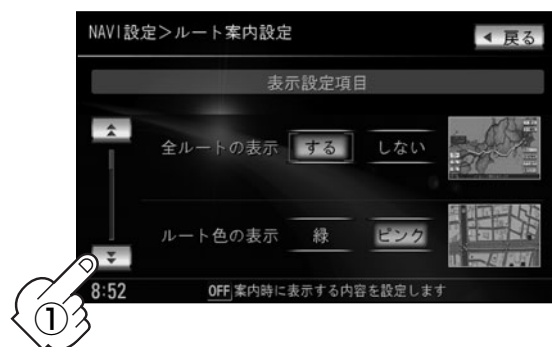 NAVI設定＞ルート案内設定
◀ 戻る
表示設定項目
全ルートの表示 する しない
ルート色の表示 緑 ピンク
8:52 OFF 案内時に表示する内容を設定します
①